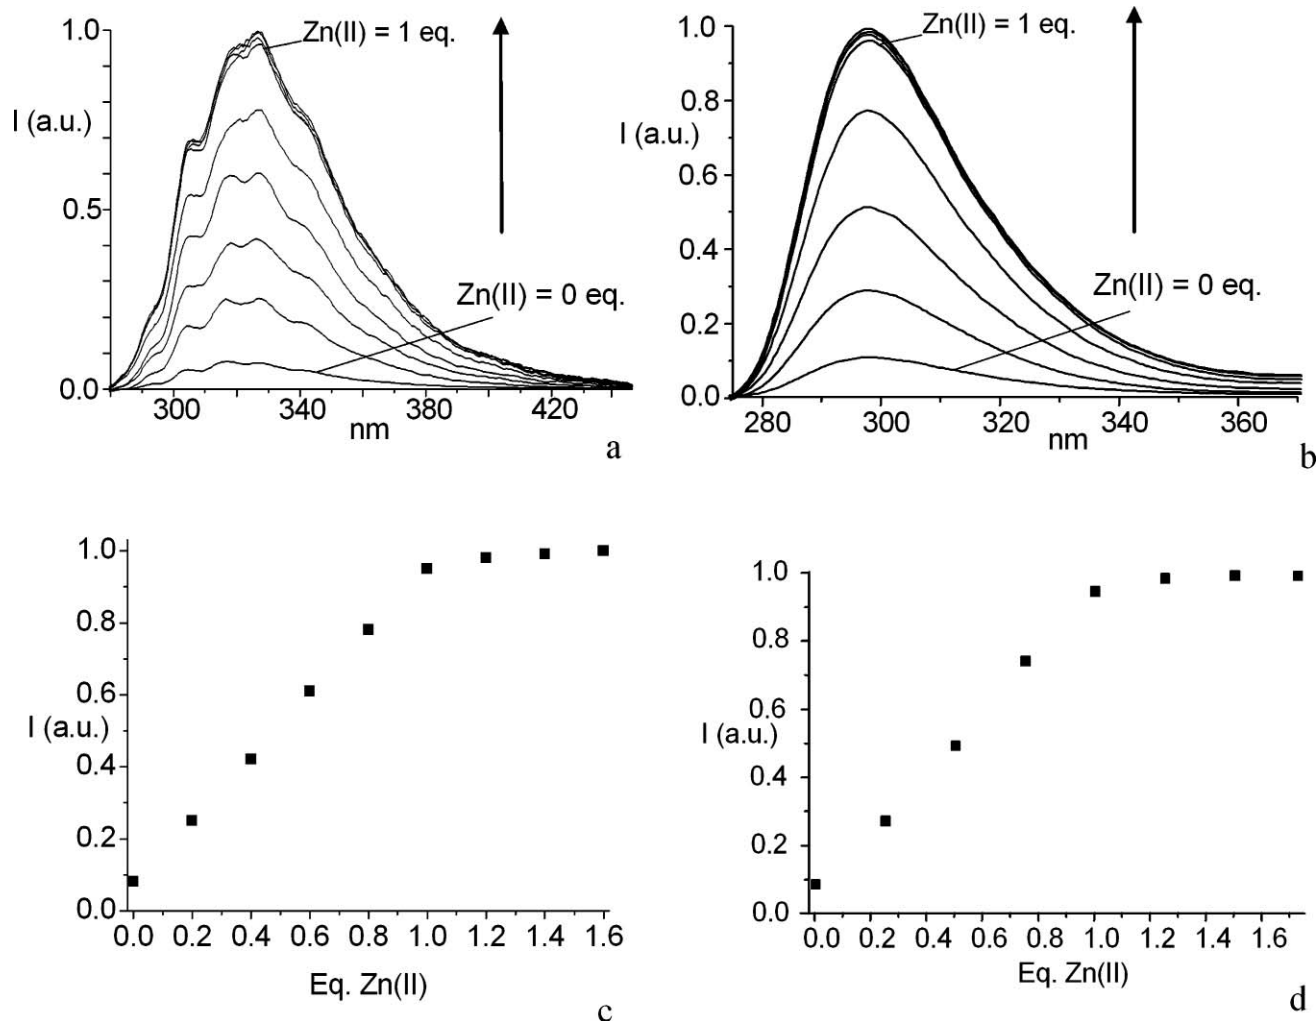 1.0
Zn(II) = 1 eq.
I (a.u.)
0.5
Zn(II) = 0 eq.
0.0
300 340 380 420
nm
a
1.0
Zn(II) = 1 eq.
0.8
I (a.u.)
0.6
0.4
Zn(II) = 0 eq.
0.2
0.0
280 300 320 340 360
nm
b
1.0
0.8
0.6
I (a.u.)
0.4
0.2
0.0
0.0 0.2 0.4 0.6 0.8 1.0 1.2 1.4 1.6
Eq. Zn(II)
c
1.0
0.8
0.6
I (a.u.)
0.4
0.2
0.0
0.0 0.2 0.4 0.6 0.8 1.0 1.2 1.4 1.6
Eq. Zn(II)
d